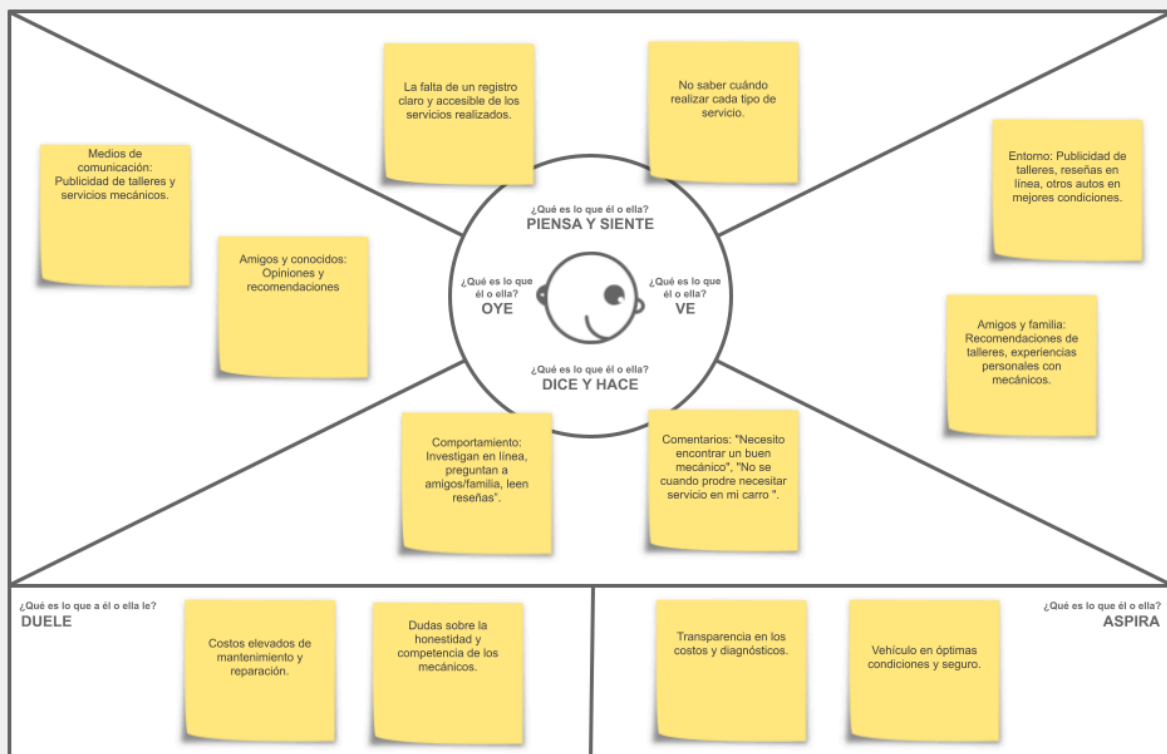 La falta de un registro
claro y accesible de los
servicios realizados.
No saber cuándo
realizar cada tipo de
servicio.
Medios de
comunicación:
Publicidad de talleres y
servicios mecánicos.
Amigos y conocidos:
Opiniones y
recomendaciones
Entorno: Publicidad de
talleres, reseñas en
línea, otros autos en
mejores condiciones.
Amigos y familia:
Recomendaciones de
talleres, experiencias
personales con
mecánicos.
¿Qué es lo que él o ella?
PIENSA Y SIENTE
¿Qué es lo que
él o ella?
OYE
¿Qué es lo que
él o ella?
VE
¿Qué es lo que él o ella?
DICE Y HACE
Comportamiento:
Investigan en línea,
preguntan a
amigos/familia, leen
reseñas".
Comentarios: "Necesito
encontrar un buen
mecánico", "No se
cuando prodre necesitar
servicio en mi carro ".
¿Qué es lo que a él o ella le?
DUELE
Costos elevados de
mantenimiento y
reparación.
Dudas sobre la
honestidad y
competencia de los
mecánicos.
Transparencia en los
costos y diagnósticos.
Vehículo en óptimas
condiciones y seguro.
¿Qué es lo que él o ella?
ASPIRA